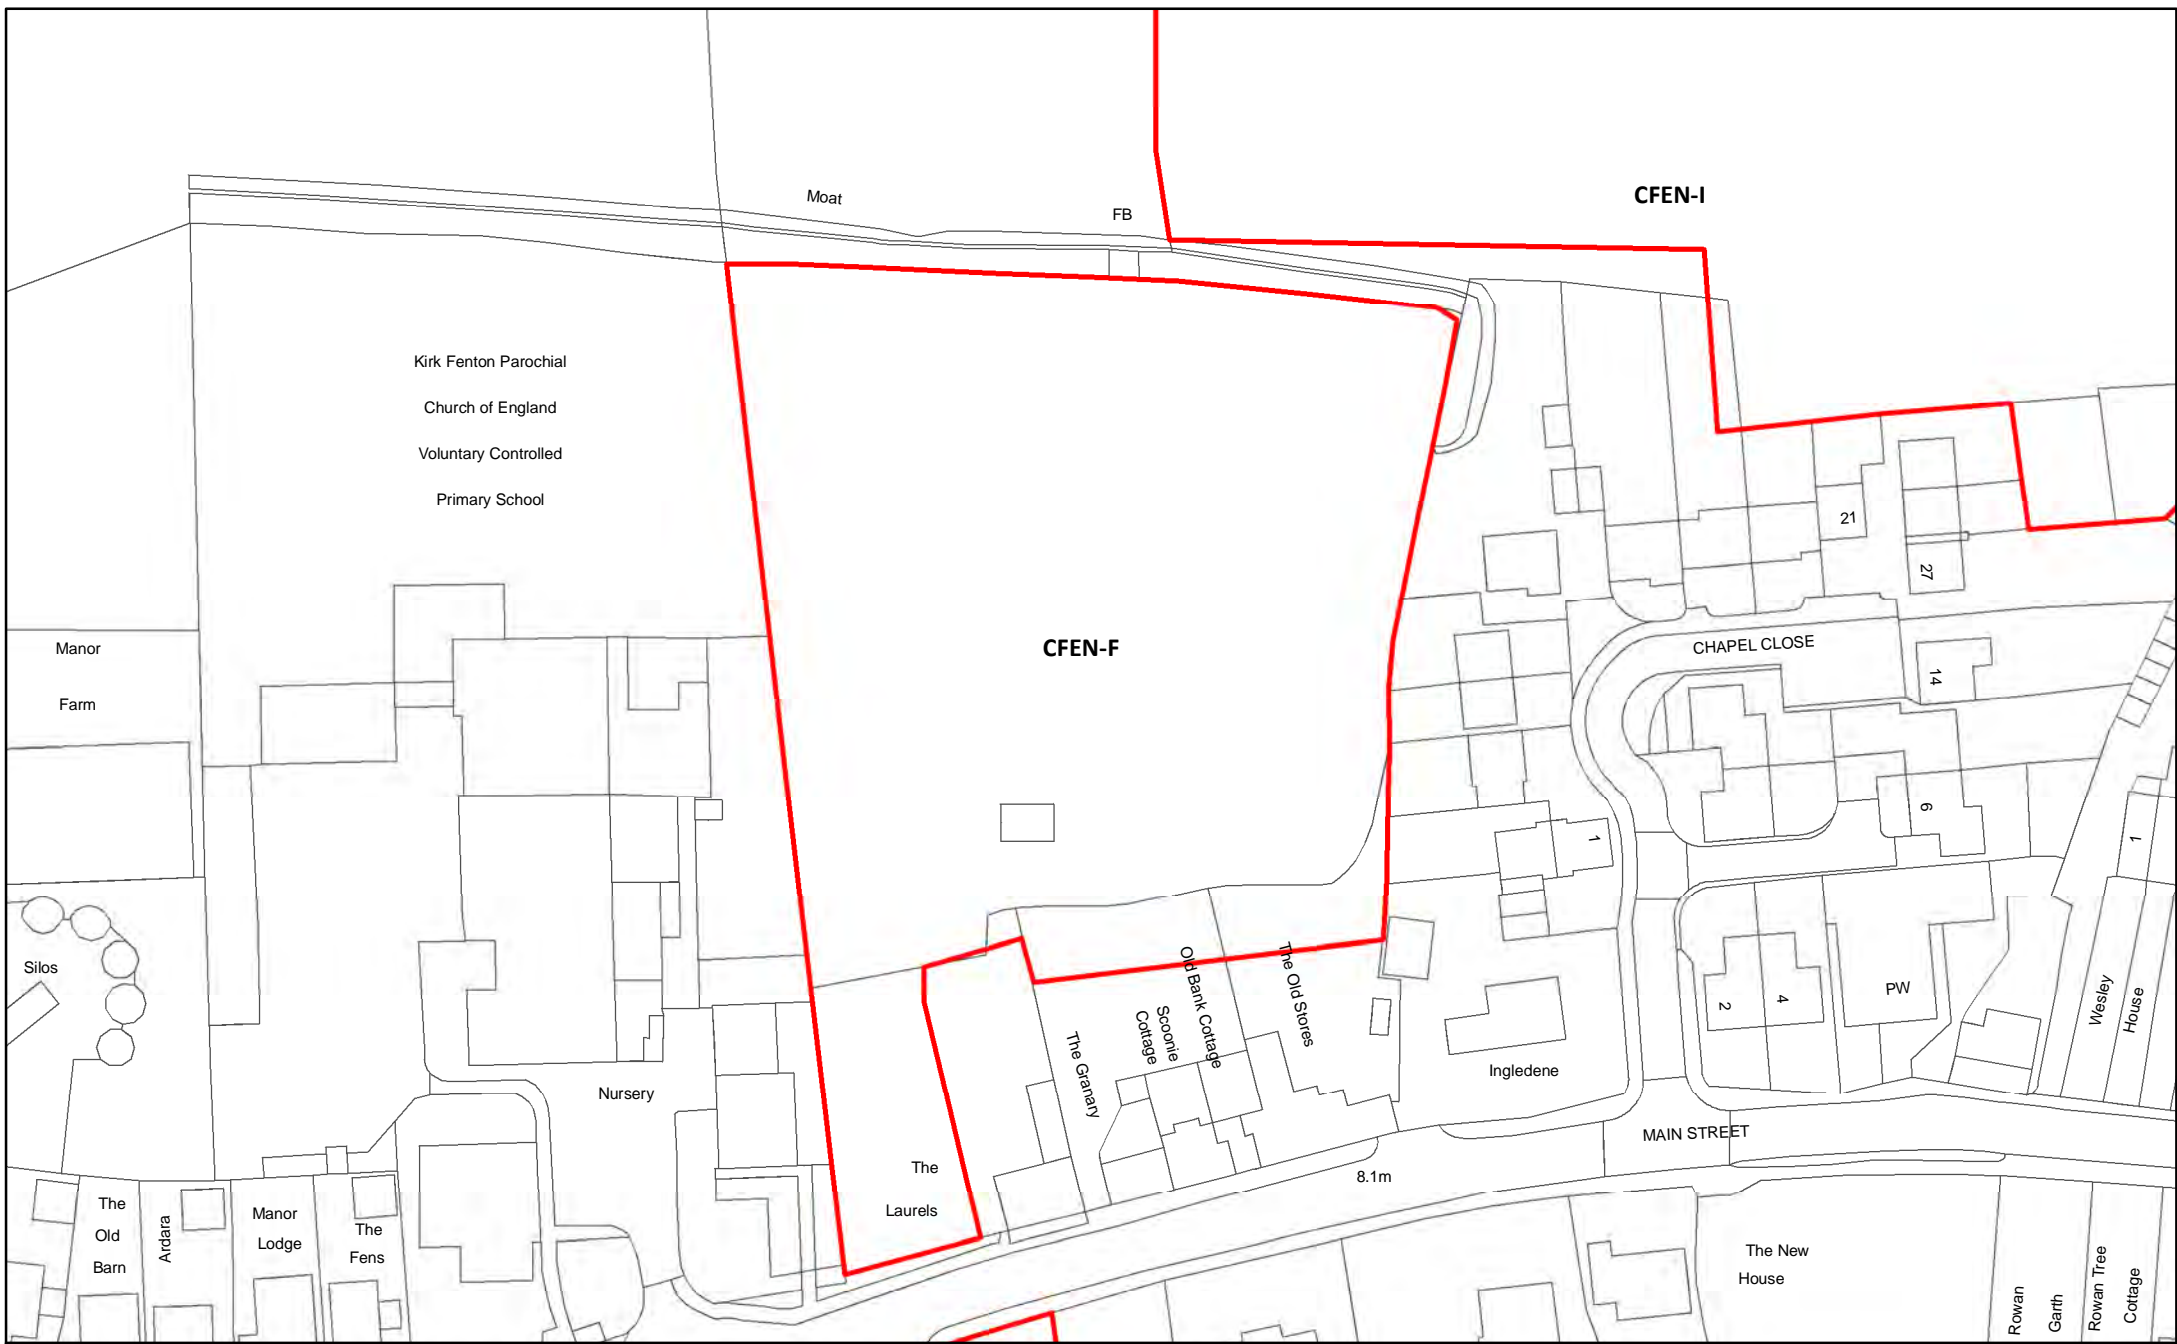 Moat
FB
CFEN-I
Kirk Fenton Parochial
Church of England
Voluntary Controlled
Primary School
21
27
Manor
Farm
CFEN-F
CHAPEL CLOSE
14
6
1
1
Silos
Old Bank Cottage
The Old Stores
Scoonie
Cottage
The Granary
2
4
PW
Wesley
House
Ingledene
Nursery
MAIN STREET
8.1m
The
Laurels
The
Old
Barn
Ardara
Manor
Lodge
The
Fens
The New
House
Rowan
Garth
Rowan Tree
Cottage